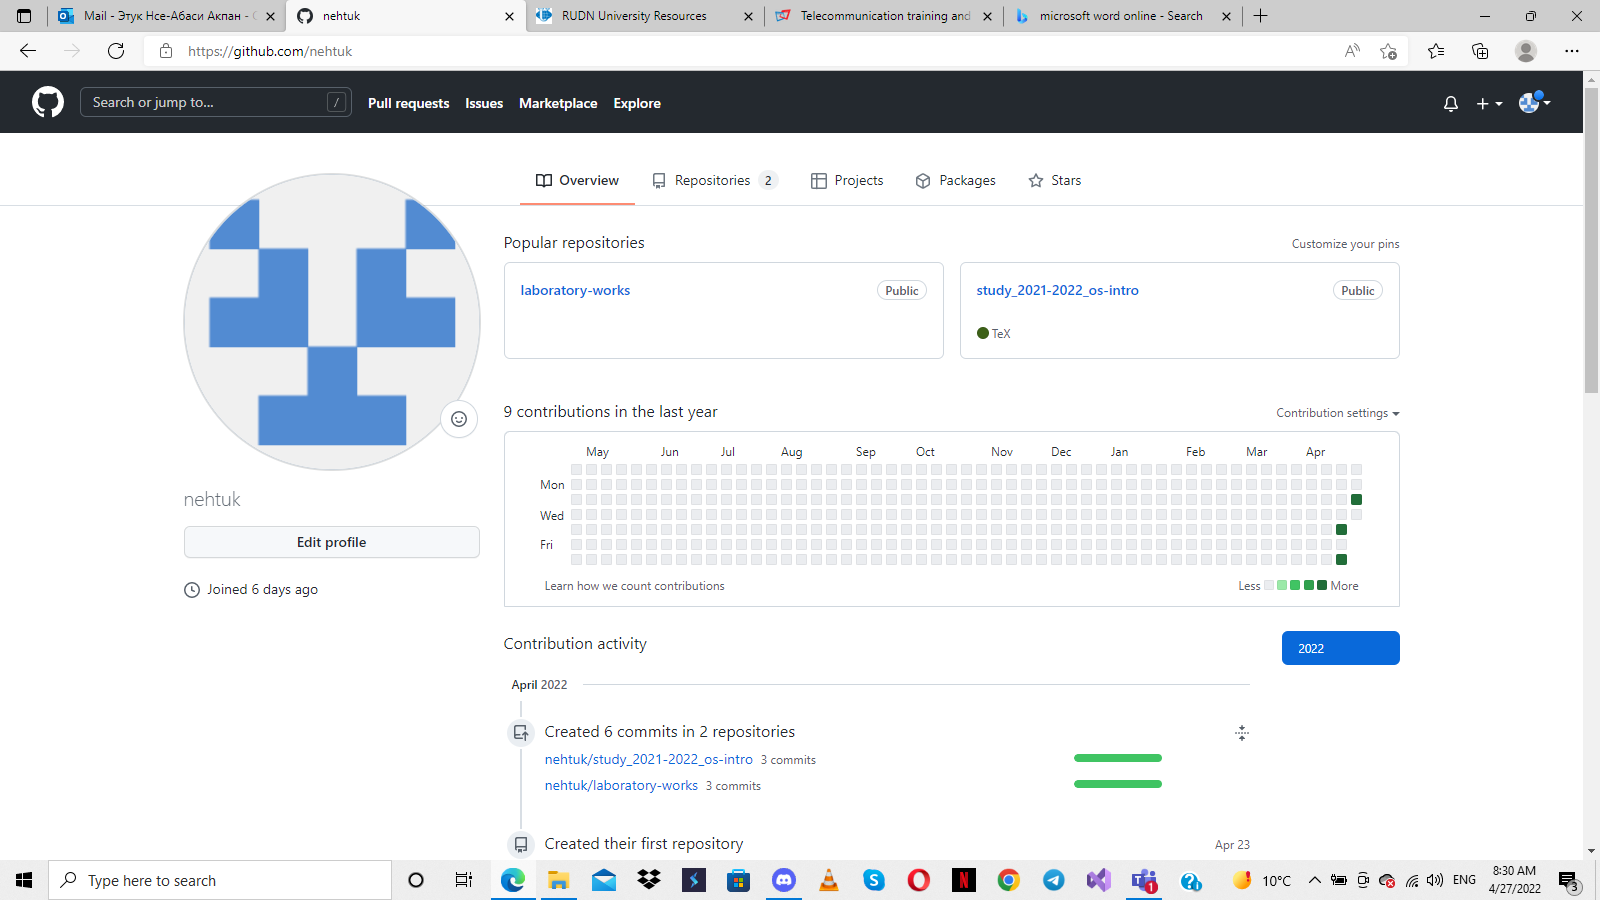 Mail - Этук Нсе-Абаси Акпан -
nehtuk
RUDN University Resources
Telecommunication training and
microsoft word online - Search
https://github.com/nehtuk
Search or jump to...
/
Pull requests
Issues
Marketplace
Explore
Overview
Repositories 2
Projects
Packages
Stars
Popular repositories
Customize your pins
laboratory-works
Public
study_2021-2022_os-intro
Public
TeX
9 contributions in the last year
Contribution settings
May Jun Jul Aug Sep Oct Nov Dec Jan Feb Mar Apr
Mon
Wed
Fri
Learn how we count contributions
Less
More
nehtuk
Edit profile
Joined 6 days ago
Contribution activity
2022
April 2022
Created 6 commits in 2 repositories
nehtuk/study_2021-2022_os-intro 3 commits
nehtuk/laboratory-works 3 commits
Created their first repository
Apr 23
Type here to search
1
10°C
ENG
8:30 AM
4/27/2022
3